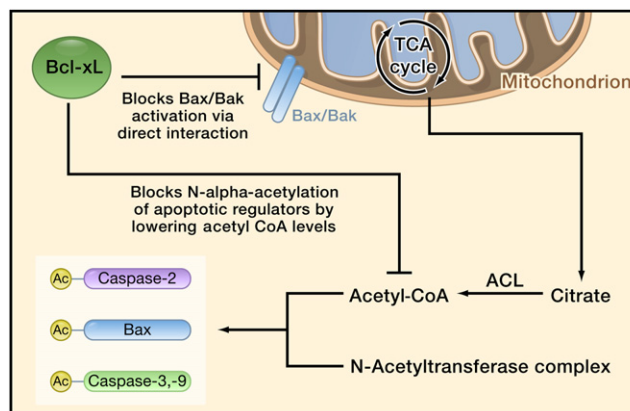 Bcl-xL
TCA
cycle
Mitochondrion
Blocks Bax/Bak
activation via
direct interaction
Bax/Bak
Blocks N-alpha-acetylation
of apoptotic regulators by
lowering acetyl CoA levels
Ac
Caspase-2
Ac
Bax
Ac
Caspase-3,-9
Acetyl-CoA
ACL
Citrate
N-Acetyltransferase complex